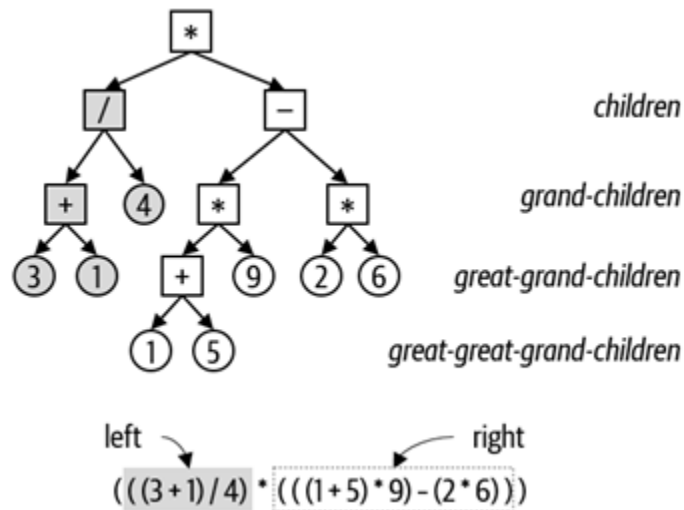 *
/ − children
+ 4 * * grand-children
3 1 + 9 2 6 great-grand-children
1 5 great-great-grand-children
left right
(((3+1)/4) * (((1+5)*9)-(2*6)))